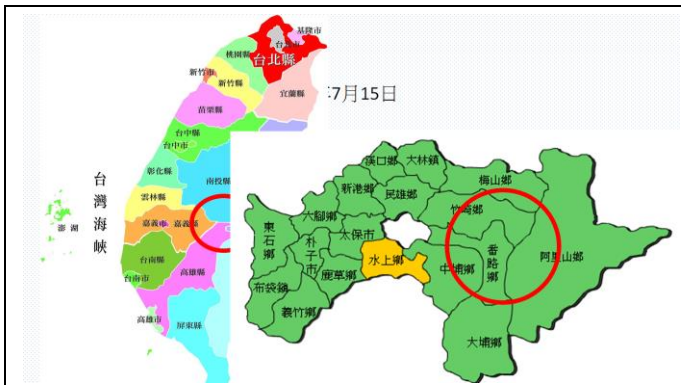 基隆市
桃園縣
台北縣
新竹市
新竹縣
宜蘭縣
苗栗縣
台中縣
台中市
彰化縣
南投縣
雲林縣
嘉義市
嘉義縣
台南縣
台南市
高雄縣
高雄市
屏東縣
台灣海峽
澎湖
7月15日
溪口鄉
大林鎮
梅山鄉
新港鄉
民雄鄉
竹崎鄉
六腳鄉
太保市
東石鄉
朴子市
水上鄉
番路鄉
阿里山鄉
中埔鄉
鹿草鄉
布袋鎮
義竹鄉
大埔鄉